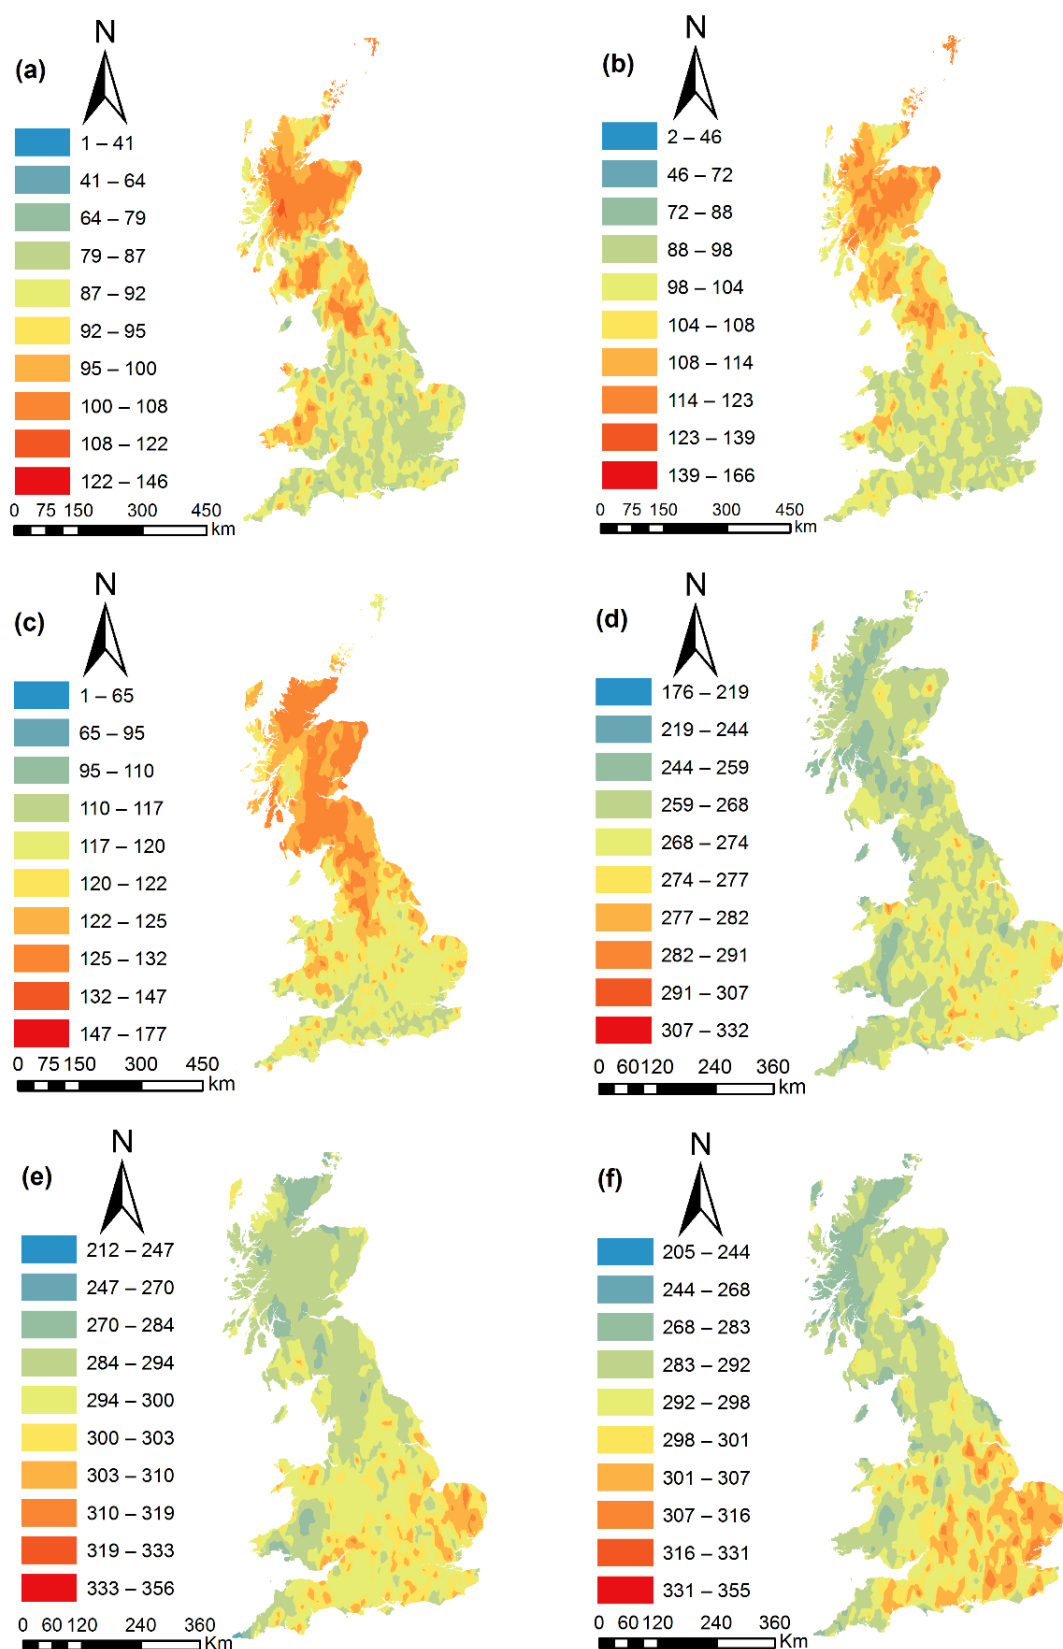 N
(a)
1 – 41
41 – 64
64 – 79
79 – 87
87 – 92
92 – 95
95 – 100
100 – 108
108 – 122
122 – 146
0 75 150 300 450
km
N
(b)
2 – 46
46 – 72
72 – 88
88 – 98
98 – 104
104 – 108
108 – 114
114 – 123
123 – 139
139 – 166
0 75 150 300 450
km
N
(c)
1 – 65
65 – 95
95 – 110
110 – 117
117 – 120
120 – 122
122 – 125
125 – 132
132 – 147
147 – 177
0 75 150 300 450
km
N
(d)
176 – 219
219 – 244
244 – 259
259 – 268
268 – 274
274 – 277
277 – 282
282 – 291
291 – 307
307 – 332
0 60 120 240 360
km
N
(e)
212 – 247
247 – 270
270 – 284
284 – 294
294 – 300
300 – 303
303 – 310
310 – 319
319 – 333
333 – 356
0 60 120 240 360
Km
N
(f)
205 – 244
244 – 268
268 – 283
283 – 292
292 – 298
298 – 301
301 – 307
307 – 316
316 – 331
331 – 355
0 60 120 240 360
km